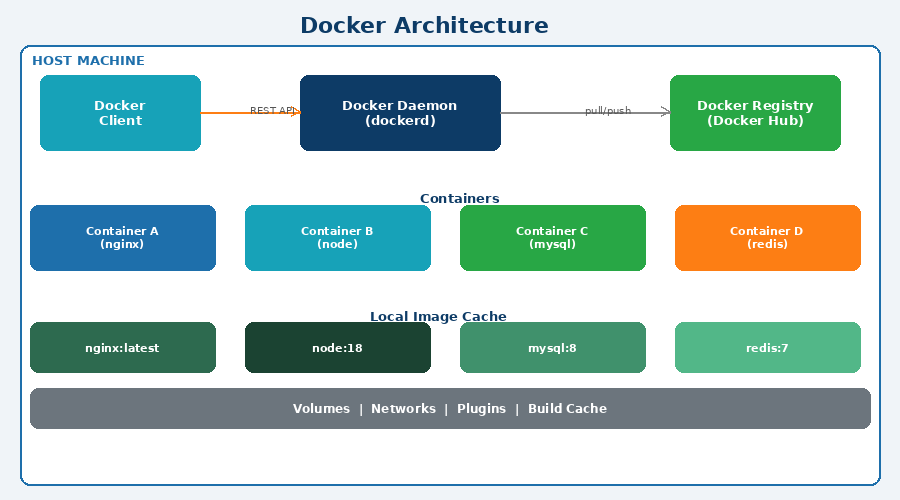 Docker Architecture
HOST MACHINE
Docker
Client
REST API
Docker Daemon
(dockerd)
pull/push
Docker Registry
(Docker Hub)
Containers
Container A
(nginx)
Container B
(node)
Container C
(mysql)
Container D
(redis)
Local Image Cache
nginx:latest
node:18
mysql:8
redis:7
Volumes | Networks | Plugins | Build Cache